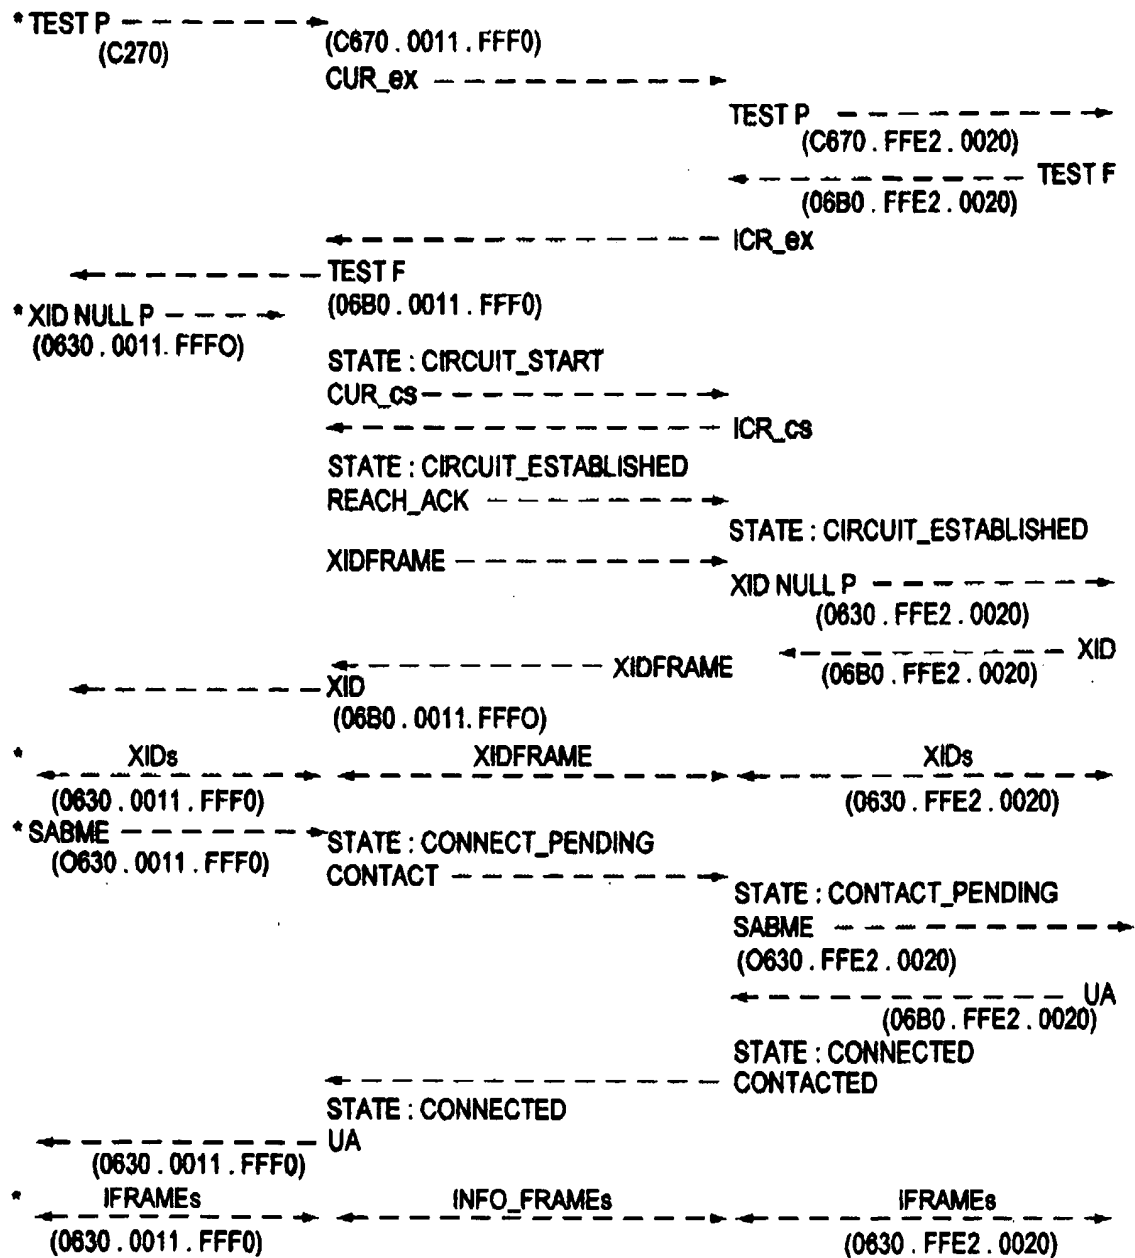 * TEST P
(C270)
(C670 . 0011 . FFF0)
CUR_ex
TEST P
(C670 . FFE2 . 0020)
TEST F
(06B0 . FFE2 . 0020)
ICR_ex
TEST F
(06B0 . 0011 . FFF0)
* XID NULL P
(0630 . 0011 . FFFO)
STATE : CIRCUIT_START
CUR_cs
ICR_cs
STATE : CIRCUIT_ESTABLISHED
REACH_ACK
STATE : CIRCUIT_ESTABLISHED
XIDFRAME
XID NULL P
(0630 . FFE2 . 0020)
XID
(06B0 . FFE2 . 0020)
XIDFRAME
XID
(06B0 . 0011 . FFFO)
* XIDs XIDFRAME XIDs
(0630 . 0011 . FFF0) (0630 . FFE2 . 0020)
* SABME
(O630 . 0011 . FFF0)
STATE : CONNECT_PENDING
CONTACT
STATE : CONTACT_PENDING
SABME
(O630 . FFE2 . 0020)
UA
(06B0 . FFE2 . 0020)
STATE : CONNECTED
CONTACTED
STATE : CONNECTED
UA
(0630 . 0011 . FFF0)
* IFRAMEs INFO_FRAMEs IFRAMEs
(0630 . 0011 . FFF0) (0630 . FFE2 . 0020)